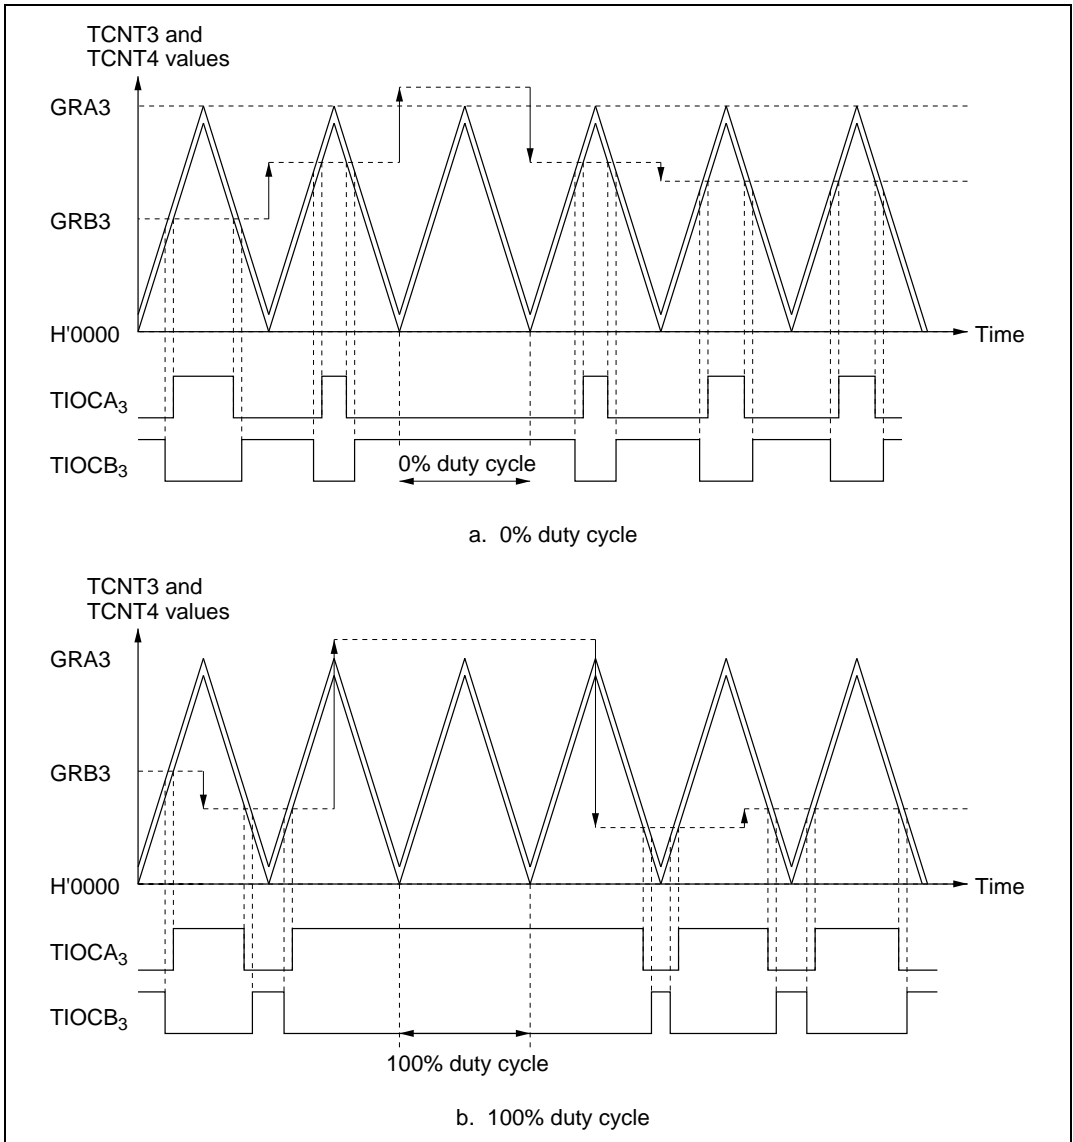 TCNT3 and
TCNT4 values
GRA3
GRB3
H'0000
Time
TIOCA3
TIOCB3
0% duty cycle
a. 0% duty cycle
TCNT3 and
TCNT4 values
GRA3
GRB3
H'0000
Time
TIOCA3
TIOCB3
100% duty cycle
b. 100% duty cycle